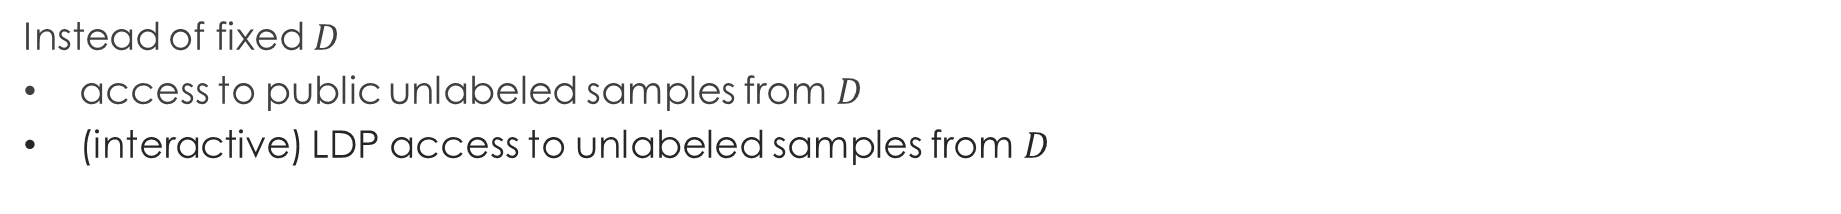 Instead of fixed D
• access to public unlabeled samples from D
• (interactive) LDP access to unlabeled samples from D